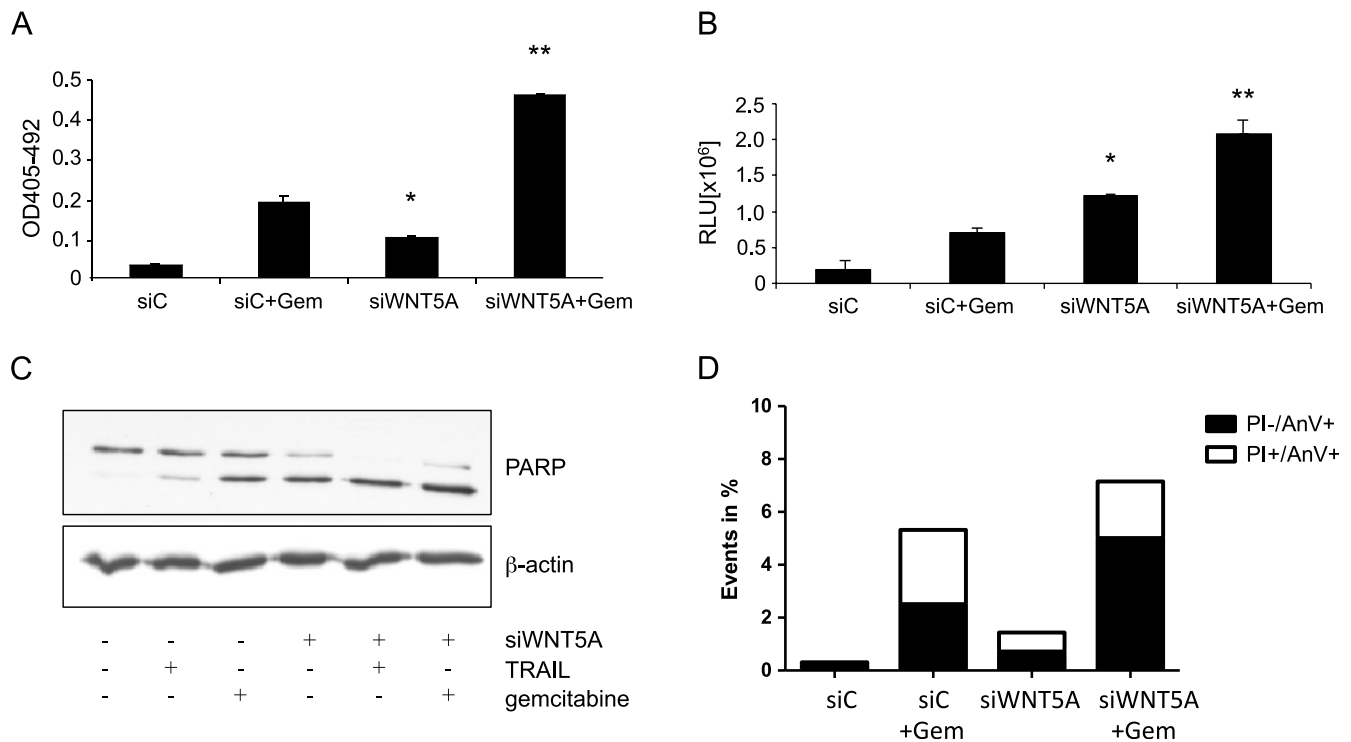 A
**
0.5
0.4
0.3
0.2
0.1
0
OD405-492
*
siC
siC+Gem
siWNT5A
siWNT5A+Gem
B
**
2.5
2.0
1.5
1.0
0.5
0
RLU[x10⁶]
*
siC
siC+Gem
siWNT5A
siWNT5A+Gem
C
PARP
β-actin
- - - + + + siWNT5A
- + - - + - TRAIL
- - + - - + gemcitabine
D
10
8
6
4
2
0
Events in %
PI-/AnV+
PI+/AnV+
siC
siC
+Gem
siWNT5A
siWNT5A
+Gem